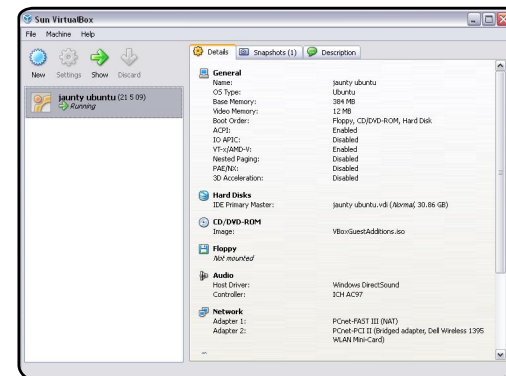 Sun VirtualBox
File Machine Help
New Settings Show Discard
jaunty ubuntu (21 5 09)
Running
Details Snapshots (1) Description
General
Name: jaunty ubuntu
OS Type: Ubuntu
Base Memory: 384 MB
Video Memory: 12 MB
Boot Order: Floppy, CD/DVD-ROM, Hard Disk
ACPI: Enabled
IO APIC: Disabled
VT-x/AMD-V: Enabled
Nested Paging: Disabled
PAE/NX: Disabled
3D Acceleration: Disabled
Hard Disks
IDE Primary Master: jaunty ubuntu.vdi (Normal, 30.86 GB)
CD/DVD-ROM
Image: VBoxGuestAdditions.iso
Floppy
Not mounted
Audio
Host Driver: Windows DirectSound
Controller: ICH AC97
Network
Adapter 1: PCnet-FAST III (NAT)
Adapter 2: PCnet-PCI II (Bridged adapter, Dell Wireless 1395
WLAN Mini-Card)